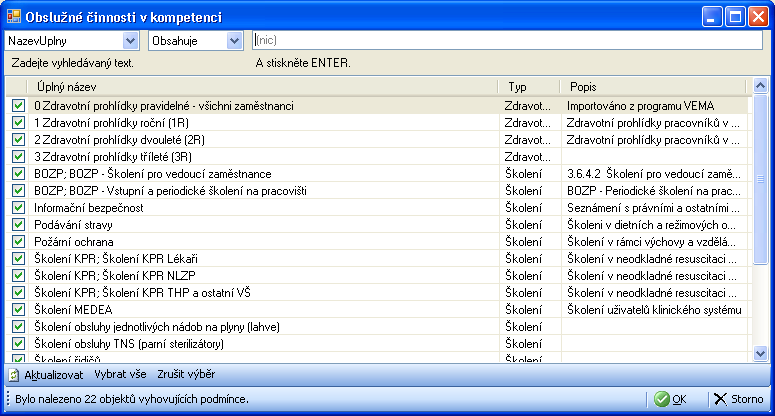 Obslužné činnosti v kompetenci
NazevUplny Obsahuje (nic)
Zadejte vyhledávaný text. A stiskněte ENTER.
Úplný název Typ Popis
0 Zdravotní prohlídky pravidelné - všichni zaměstnanci Zdravot... Importováno z programu VEMA
1 Zdravotní prohlídky roční (1R) Zdravot... Zdravotní prohlídky pracovníků v ...
2 Zdravotní prohlídky dvouleté (2R) Zdravot... Zdravotní prohlídky pracovníků v ...
3 Zdravotní prohlídky tříleté (3R) Zdravot...
BOZP; BOZP - Školení pro vedoucí zaměstnance Školení 3.6.4.2 Školení pro vedoucí zamě...
BOZP; BOZP - Vstupní a periodické školení na pracovišti Školení BOZP - Periodické školení na prac...
Informační bezpečnost Školení Seznámení s právními a ostatními ...
Podávání stravy Školení Školeni v dietních a režimových o...
Požární ochrana Školení Školení v rámci výchovy a vzdělá...
Školení KPR; Školení KPR Lékaři Školení Školení v neodkladné resuscitaci ...
Školení KPR; Školení KPR NLZP Školení Školení v neodkladné resuscitaci ...
Školení KPR; Školení KPR THP a ostatní VŠ Školení Školení v neodkladné resuscitaci ...
Školení MEDEA Školení Školení uživatelů klinického systému
Školení obsluhy jednotlivých nádob na plyny (lahve) Školení
Školení obsluhy TNS (parní sterilizátory) Školení
Školení řidičů Školení
Aktualizovat Vybrat vše Zrušit výběr
Bylo nalezeno 22 objektů vyhovujících podmínce. OK Storno